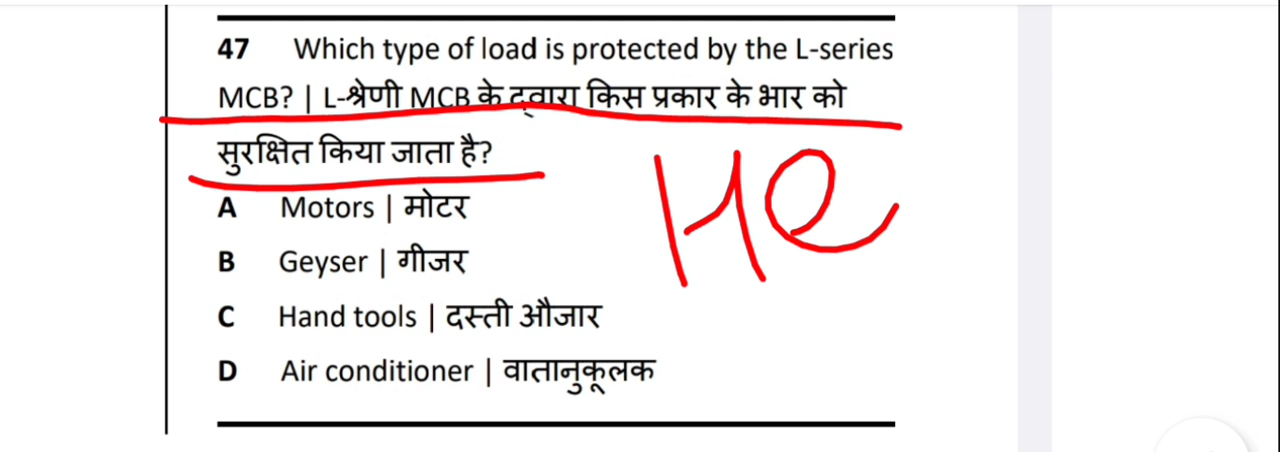 47 Which type of load is protected by the L-series
MCB? | L-श्रेणी MCB के द्वारा किस प्रकार के भार को
सुरक्षित किया जाता है?
He
A Motors | मोटर
B Geyser | गीजर
C Hand tools | दस्ती औजार
D Air conditioner | वातानुकूलक